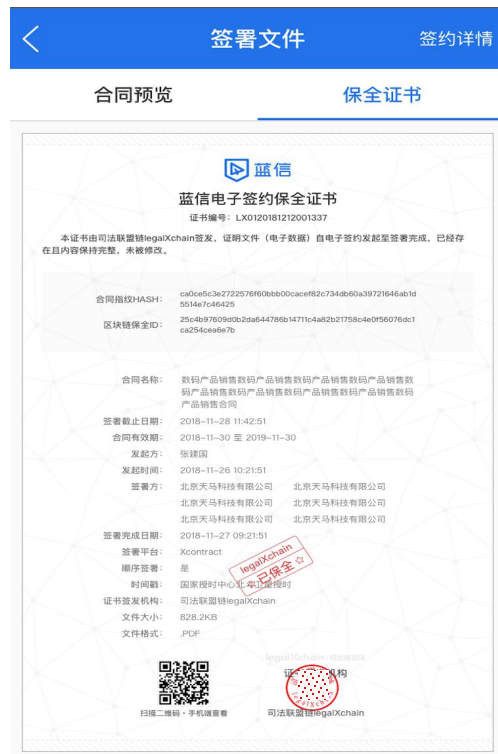 签署文件
签约详情
合同预览
保全证书
蓝信
蓝信电子签约保全证书
证书编号：LX0120181212001337
本证书由司法联盟链legalXchain签发，证明文件（电子数据）自电子签约发起至签署完成，已经存
在且内容保持完整，未被修改。
合同指纹HASH：
ca0ce5c3e2722576f60bbb00cacef82c734db60a39721646ab1d
5514e7c46425
区块链保全ID：
25c4b97609d0b2da644786b14711c4a82b21758c4e0f56076dc1
ca254cea6e7b
合同名称：
数码产品销售数码产品销售数码产品销售数码产品销售数
码产品销售数码产品销售数码产品销售数码产品销售数码
产品销售合同
签署截止日期：
2018-11-28 11:42:51
合同有效期：
2018-11-30 至 2019-11-30
发起方：
张建国
发起时间：
2018-11-26 10:21:51
签署方：
北京天马科技有限公司 北京天马科技有限公司
北京天马科技有限公司 北京天马科技有限公司
北京天马科技有限公司 北京天马科技有限公司
签署完成日期：
2018-11-27 09:21:51
签署平台：
Xcontract
顺序签署：
是
legalXchain
已保全
时间戳：
国家授时中心北斗卫星授时
证书签发机构：
司法联盟链legalXchain
文件大小：
828.2KB
文件格式：
.PDF
扫描二维码·手机端查看
司法联盟链legalXchain